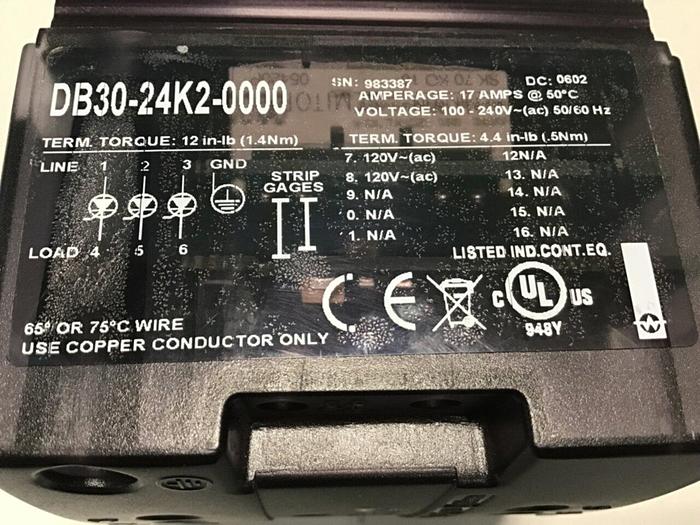 DB30-24K2-0000
SN: 983387
DC: 0602
AMPERAGE: 17 AMPS @ 50°C
VOLTAGE: 100 - 240V~(ac) 50/60 Hz
TERM. TORQUE: 12 in-lb (1.4Nm)
TERM. TORQUE: 4.4 in-lb (.5Nm)
LINE 1 2 3 GND
STRIP
GAGES
LOAD 4 5 6
7. 120V~(ac)
8. 120V~(ac)
9. N/A
0. N/A
1. N/A
12N/A
13. N/A
14. N/A
15. N/A
16. N/A
LISTED IND.CONT.EQ.
CE
C UL US
948Y
65° OR 75°C WIRE
USE COPPER CONDUCTOR ONLY